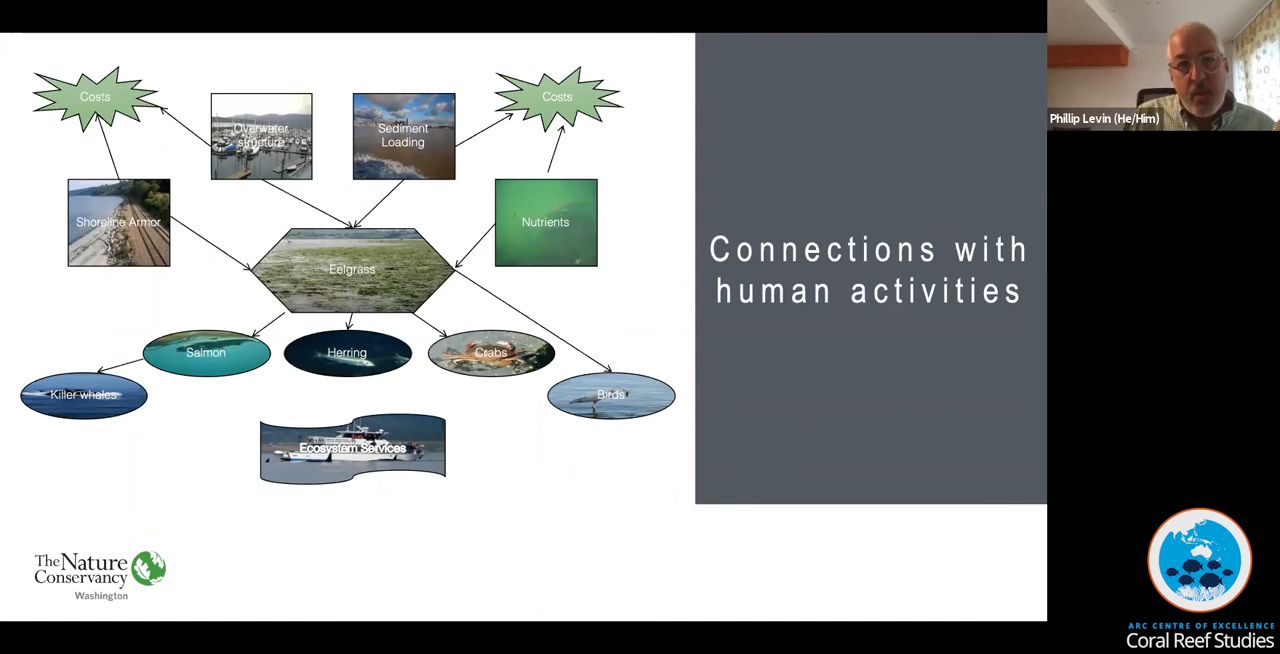 Costs
Costs
Overwater
structure
Sediment
Loading
Shoreline Armor
Nutrients
Eelgrass
Salmon
Herring
Crabs
Killer whales
Birds
Ecosystem Services
Connections with
human activities
The Nature
Conservancy
Washington
Phillip Levin (He/Him)
ARC CENTRE OF EXCELLENCE
Coral Reef Studies